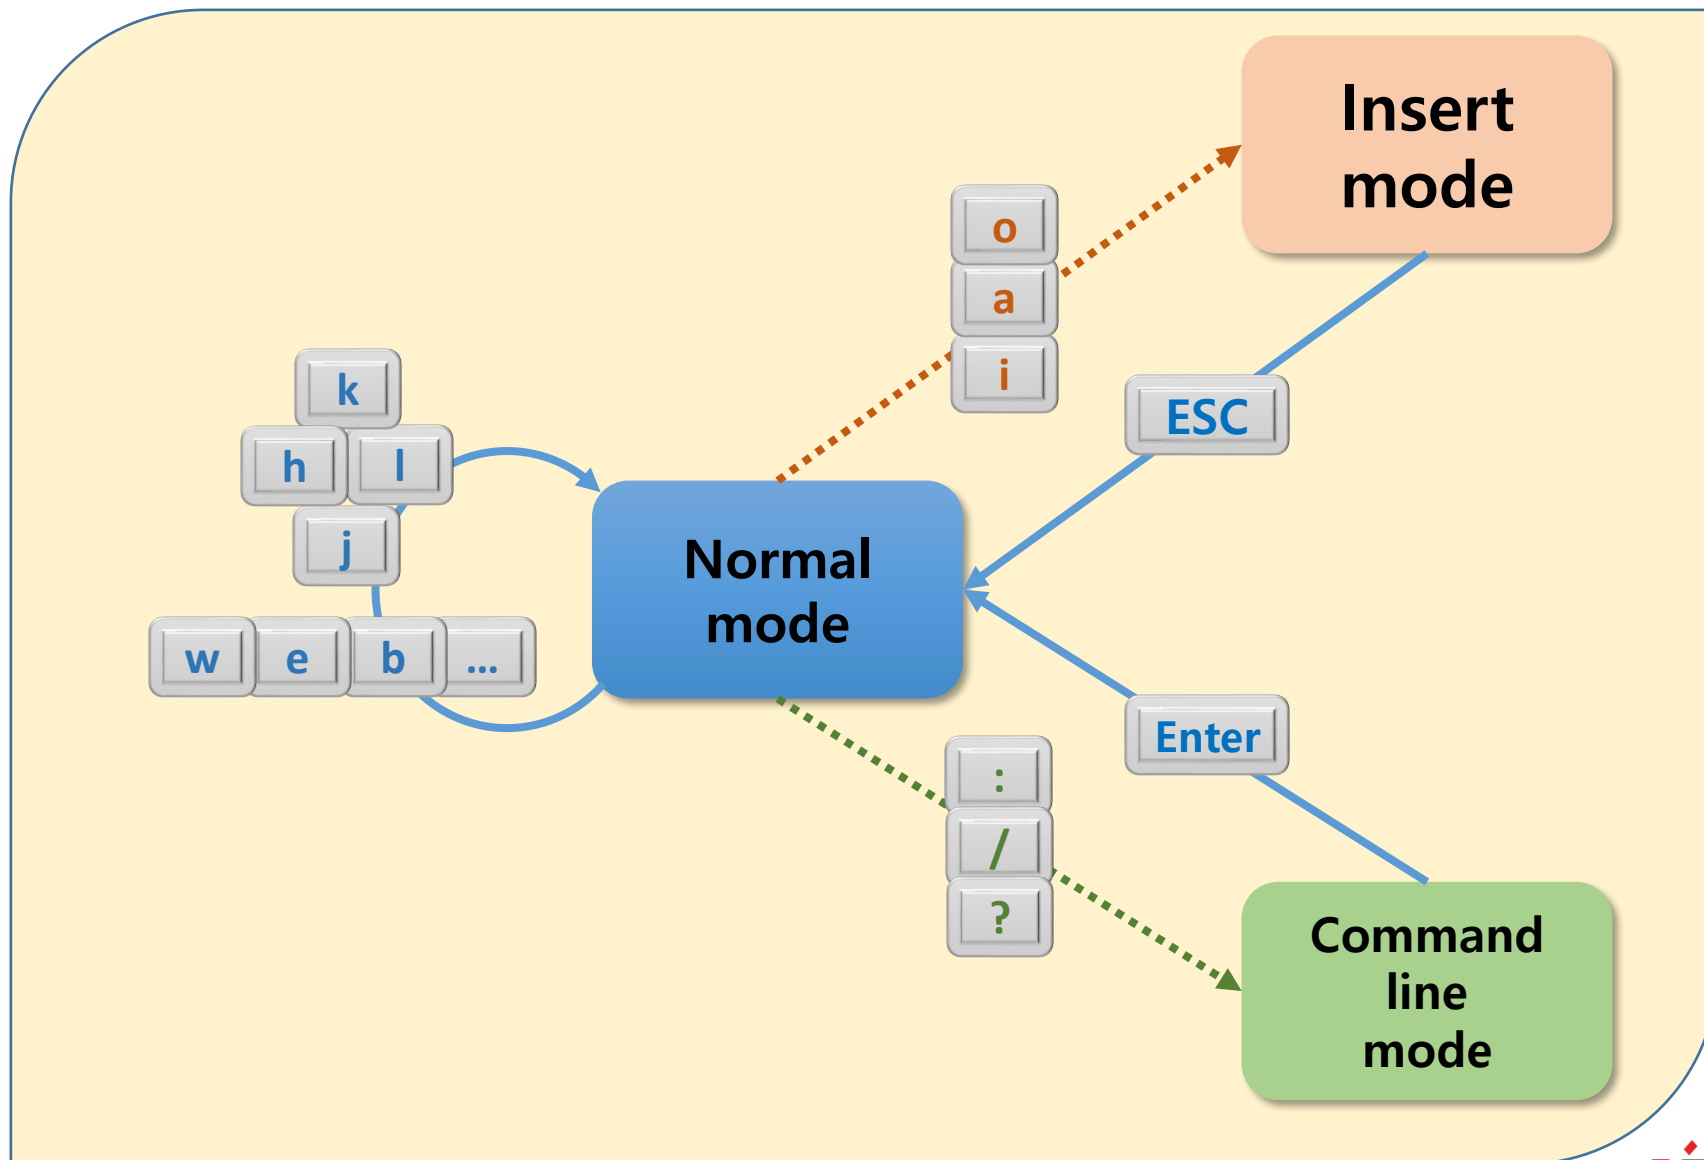 Insert
mode
o
a
i
ESC
k
h l
j
w e b ...
Normal
mode
Enter
:
/
?
Command
line
mode